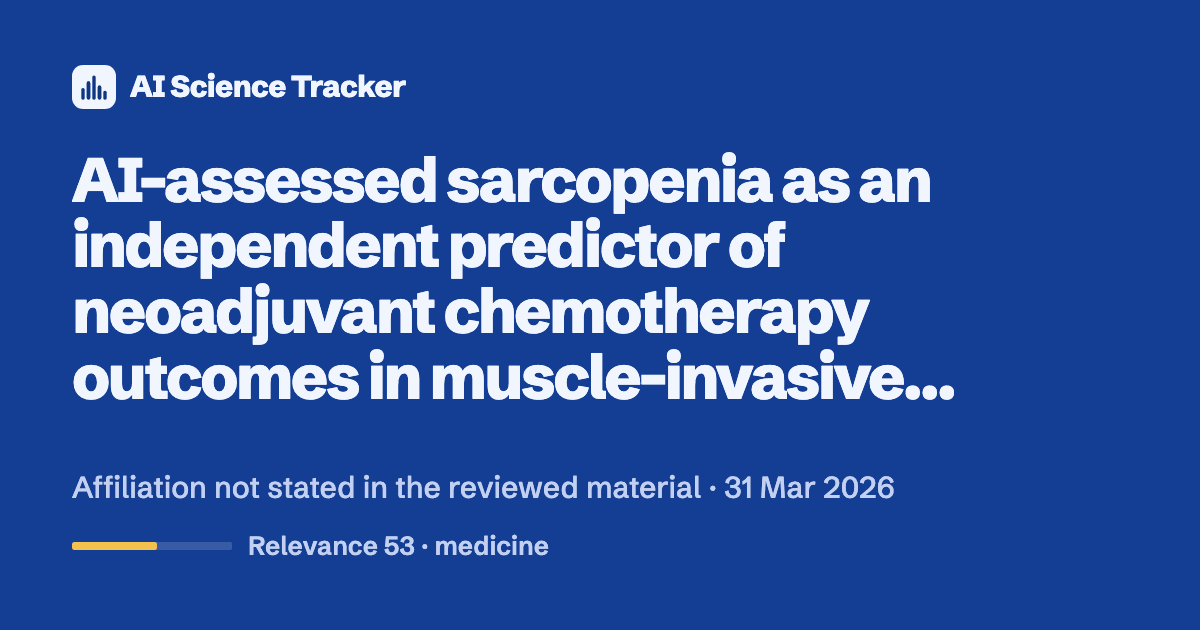 AI Science Tracker
AI-assessed sarcopenia as an
independent predictor of
neoadjuvant chemotherapy
outcomes in muscle-invasive...
Affiliation not stated in the reviewed material · 31 Mar 2026
Relevance 53 · medicine